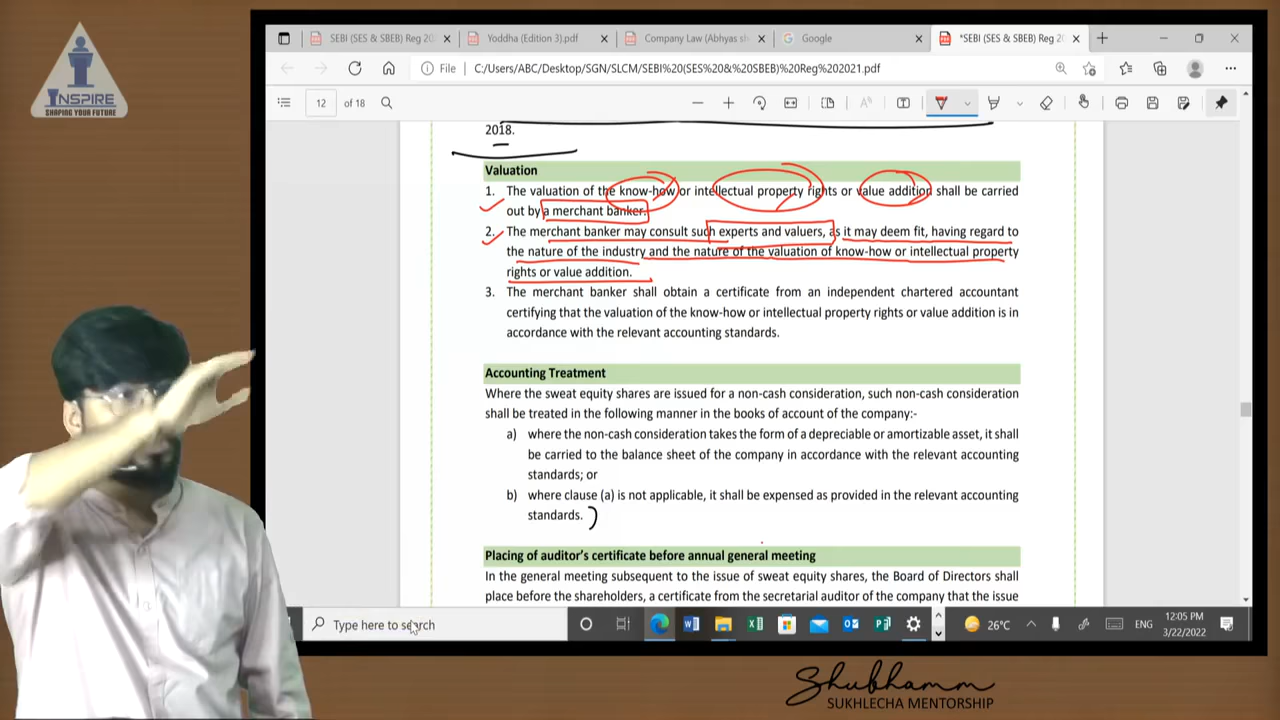 INSPIRE
SHAPING YOUR FUTURE
SEBI (SES & SBEB) Reg 20
Yoddha (Edition 3).pdf
Company Law (Abhyas sh
Google
*SEBI (SES & SBEB) Reg 2
File
C:/Users/ABC/Desktop/SGN/SLCM/SEBI%20(SES%20&%20SBEB)%20Reg%202021.pdf
12 of 18
2018.
Valuation
1. The valuation of the know-how or intellectual property rights or value addition shall be carried
out by a merchant banker.
2. The merchant banker may consult such experts and valuers, as it may deem fit, having regard to
the nature of the industry and the nature of the valuation of know-how or intellectual property
rights or value addition.
3. The merchant banker shall obtain a certificate from an independent chartered accountant
certifying that the valuation of the know-how or intellectual property rights or value addition is in
accordance with the relevant accounting standards.
Accounting Treatment
Where the sweat equity shares are issued for a non-cash consideration, such non-cash consideration
shall be treated in the following manner in the books of account of the company:-
a) where the non-cash consideration takes the form of a depreciable or amortizable asset, it shall
be carried to the balance sheet of the company in accordance with the relevant accounting
standards; or
b) where clause (a) is not applicable, it shall be expensed as provided in the relevant accounting
standards.
Placing of auditor's certificate before annual general meeting
In the general meeting subsequent to the issue of sweat equity shares, the Board of Directors shall
place before the shareholders, a certificate from the secretarial auditor of the company that the issue
Type here to search
26°C
ENG
12:05 PM
3/22/2022
Shubhamm
SUKHLECHA MENTORSHIP